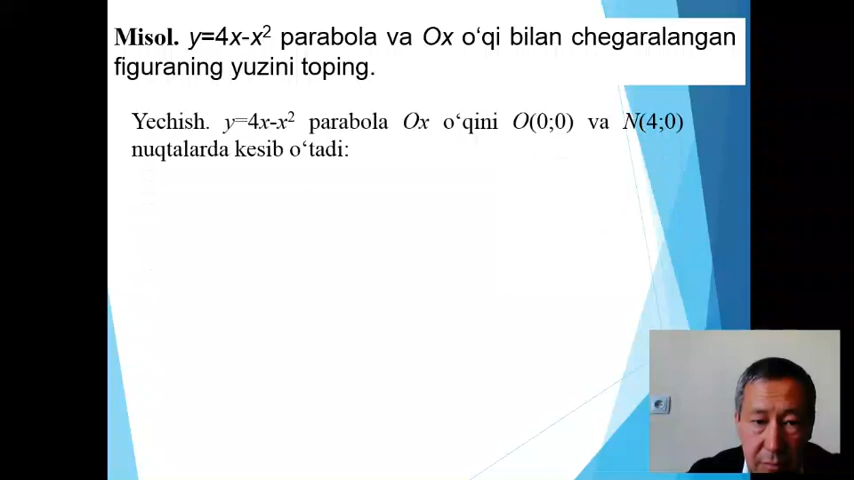 Misol. y=4x-x² parabola va Ox o‘qi bilan chegaralangan
figuraning yuzini toping.
Yechish. y=4x-x² parabola Ox o‘qini O(0;0) va N(4;0)
nuqtalarda kesib o‘tadi: